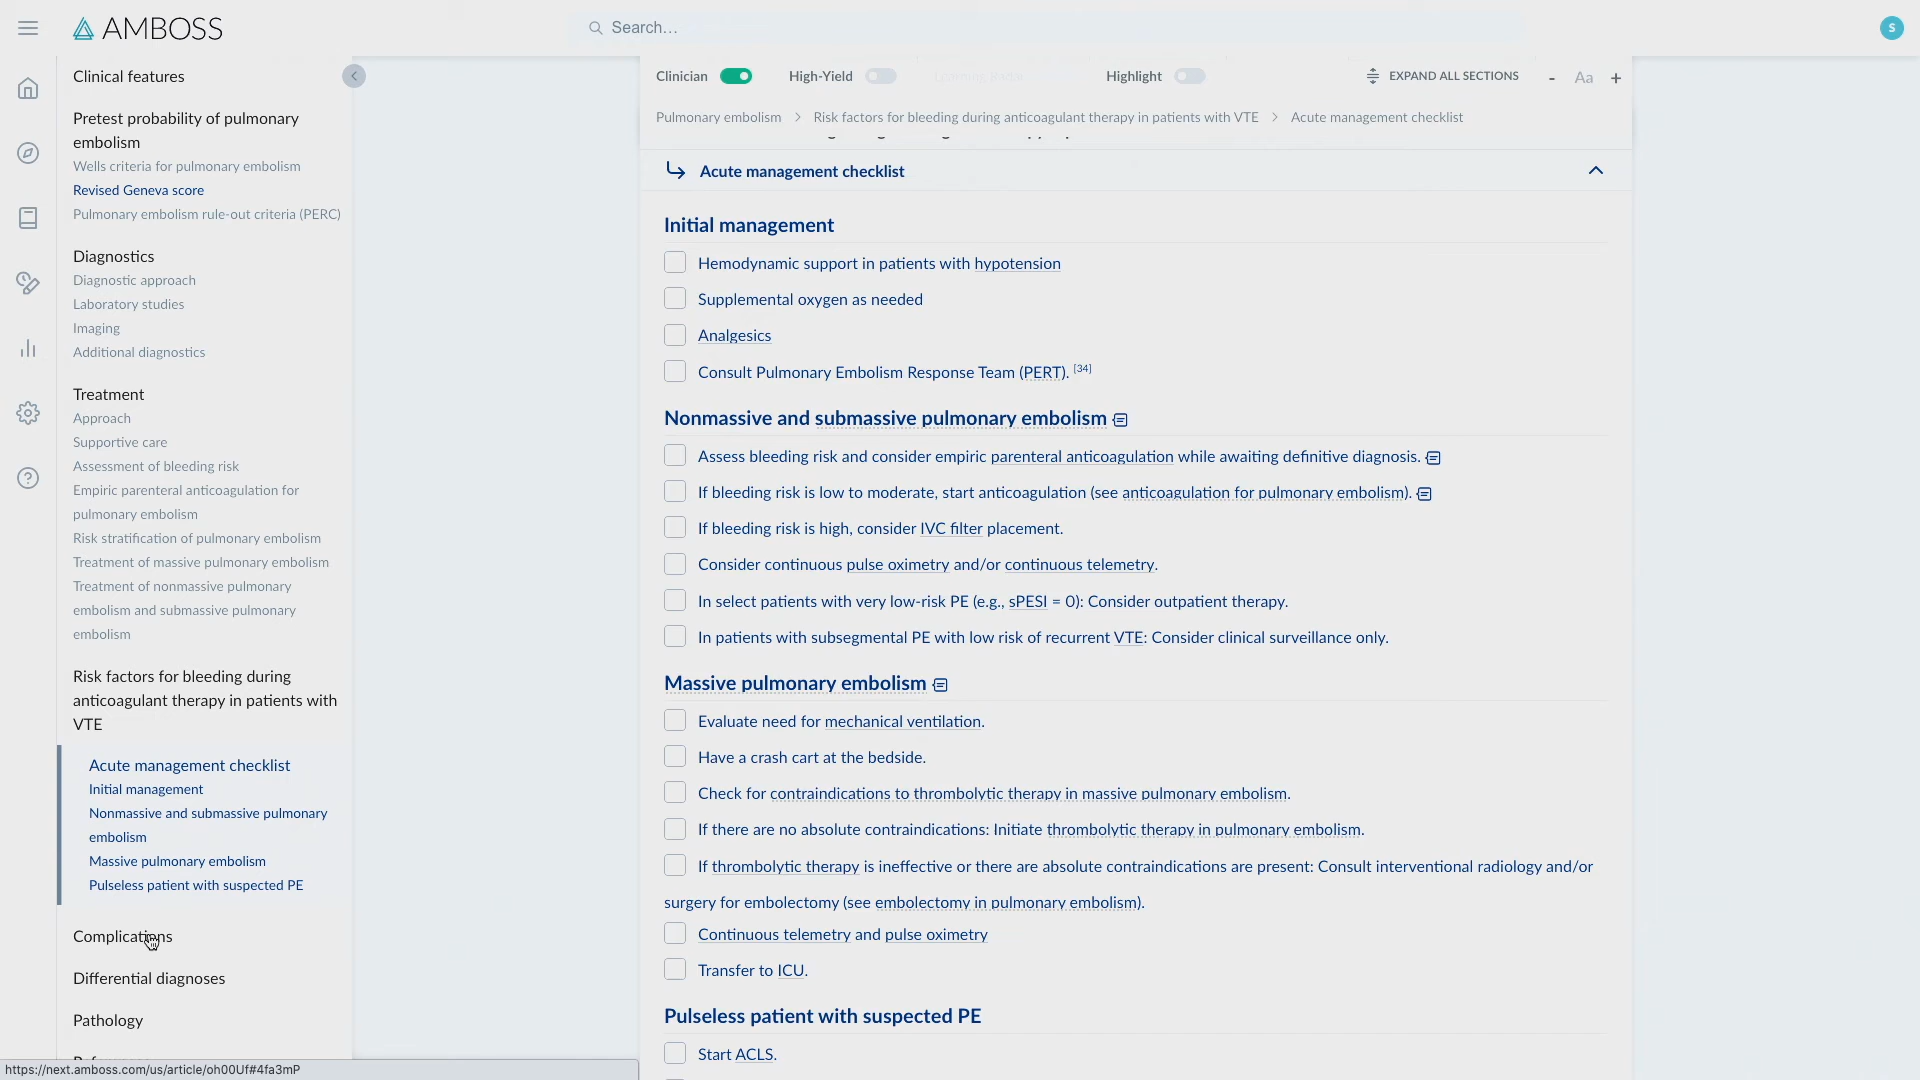 AMBOSS
Search...
S
Clinical features
Pretest probability of pulmonary
embolism
Wells criteria for pulmonary embolism
Revised Geneva score
Pulmonary embolism rule-out criteria (PERC)
Diagnostics
Diagnostic approach
Laboratory studies
Imaging
Additional diagnostics
Treatment
Approach
Supportive care
Assessment of bleeding risk
Empiric parenteral anticoagulation for
pulmonary embolism
Risk stratification of pulmonary embolism
Treatment of massive pulmonary embolism
Treatment of nonmassive pulmonary
embolism and submassive pulmonary
embolism
Risk factors for bleeding during
anticoagulant therapy in patients with
VTE
Acute management checklist
Initial management
Nonmassive and submassive pulmonary
embolism
Massive pulmonary embolism
Pulseless patient with suspected PE
Complications
Differential diagnoses
Pathology
https://next.amboss.com/us/article/oh00Uf#4fa3mP
Clinician High-Yield Learning Radar Highlight EXPAND ALL SECTIONS - Aa +
Pulmonary embolism > Risk factors for bleeding during anticoagulant therapy in patients with VTE > Acute management checklist
Acute management checklist
Initial management
Hemodynamic support in patients with hypotension
Supplemental oxygen as needed
Analgesics
Consult Pulmonary Embolism Response Team (PERT). [34]
Nonmassive and submassive pulmonary embolism
Assess bleeding risk and consider empiric parenteral anticoagulation while awaiting definitive diagnosis.
If bleeding risk is low to moderate, start anticoagulation (see anticoagulation for pulmonary embolism).
If bleeding risk is high, consider IVC filter placement.
Consider continuous pulse oximetry and/or continuous telemetry.
In select patients with very low-risk PE (e.g., sPESI = 0): Consider outpatient therapy.
In patients with subsegmental PE with low risk of recurrent VTE: Consider clinical surveillance only.
Massive pulmonary embolism
Evaluate need for mechanical ventilation.
Have a crash cart at the bedside.
Check for contraindications to thrombolytic therapy in massive pulmonary embolism.
If there are no absolute contraindications: Initiate thrombolytic therapy in pulmonary embolism.
If thrombolytic therapy is ineffective or there are absolute contraindications are present: Consult interventional radiology and/or
surgery for embolectomy (see embolectomy in pulmonary embolism).
Continuous telemetry and pulse oximetry
Transfer to ICU.
Pulseless patient with suspected PE
Start ACLS.